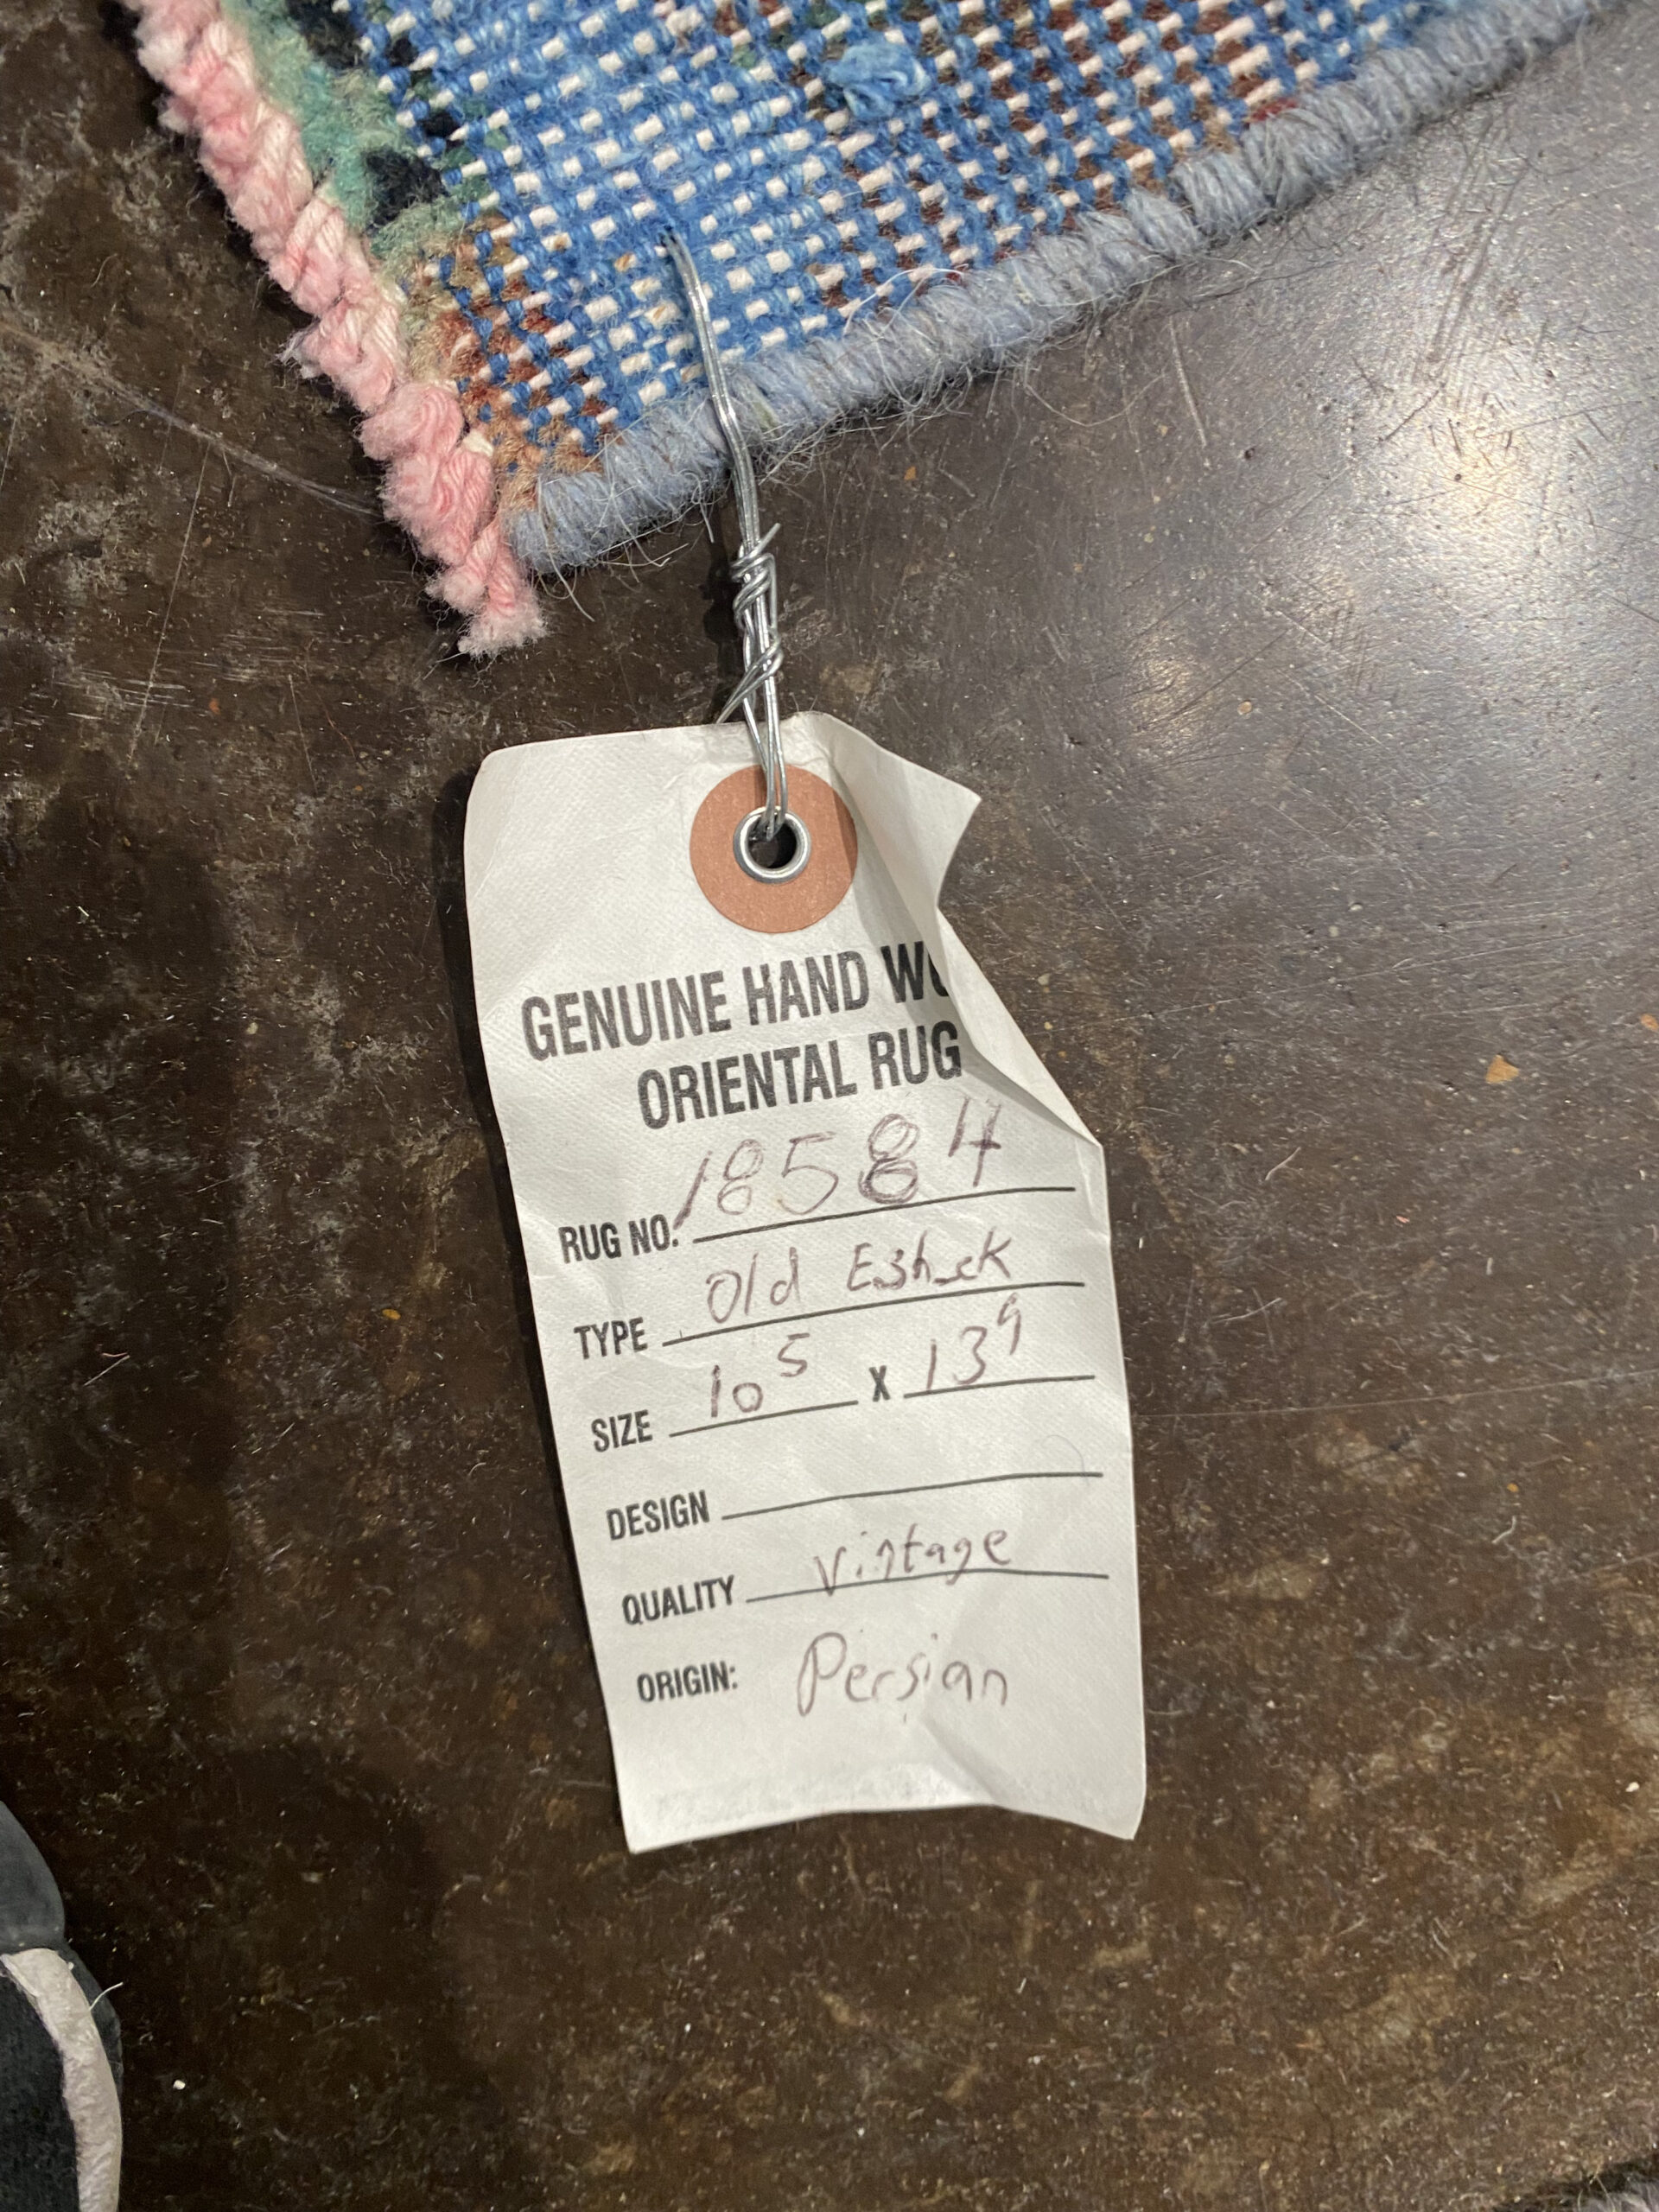 GENUINE HAND
ORIENTAL RUG
RUG NO. 18584
TYPE Old
SIZE 10 5 X 13 9
DESIGN
QUALITY Vintage
ORIGIN: Persian